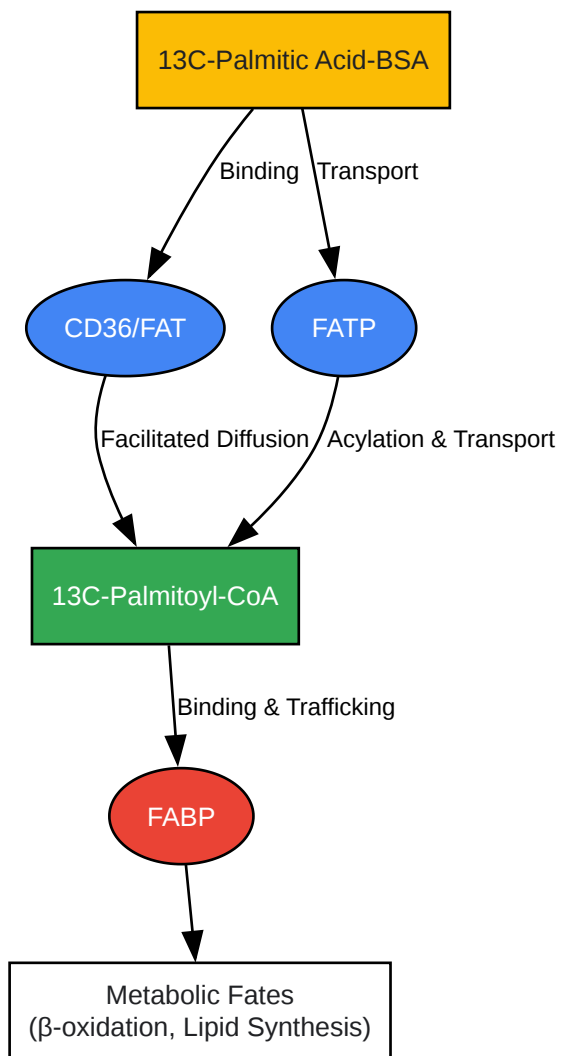 13C-Palmitic Acid-BSA
Binding
Transport
CD36/FAT
FATP
Facilitated Diffusion
Acylation & Transport
13C-Palmitoyl-CoA
Binding & Trafficking
FABP
Metabolic Fates
(β-oxidation, Lipid Synthesis)